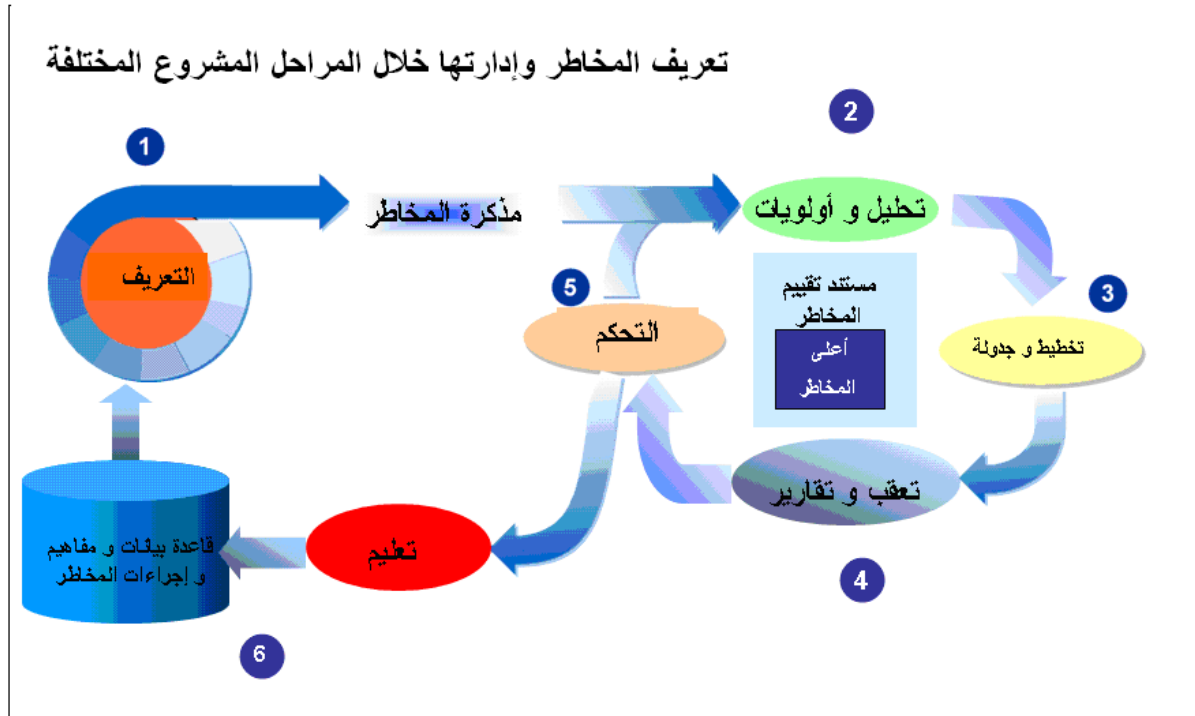 تعريف المخاطر وإدارتها خلال المراحل المشروع المختلفة
1
2
مذكرة المخاطر
تحليل و أولويات
التعريف
5
مستند تقييم
المخاطر
3
التحكم
أعلى
المخاطر
تخطيط و جدولة
تعقب و تقارير
تعليم
قاعدة بيانات و مفاهيم
و إجراءات المخاطر
4
6